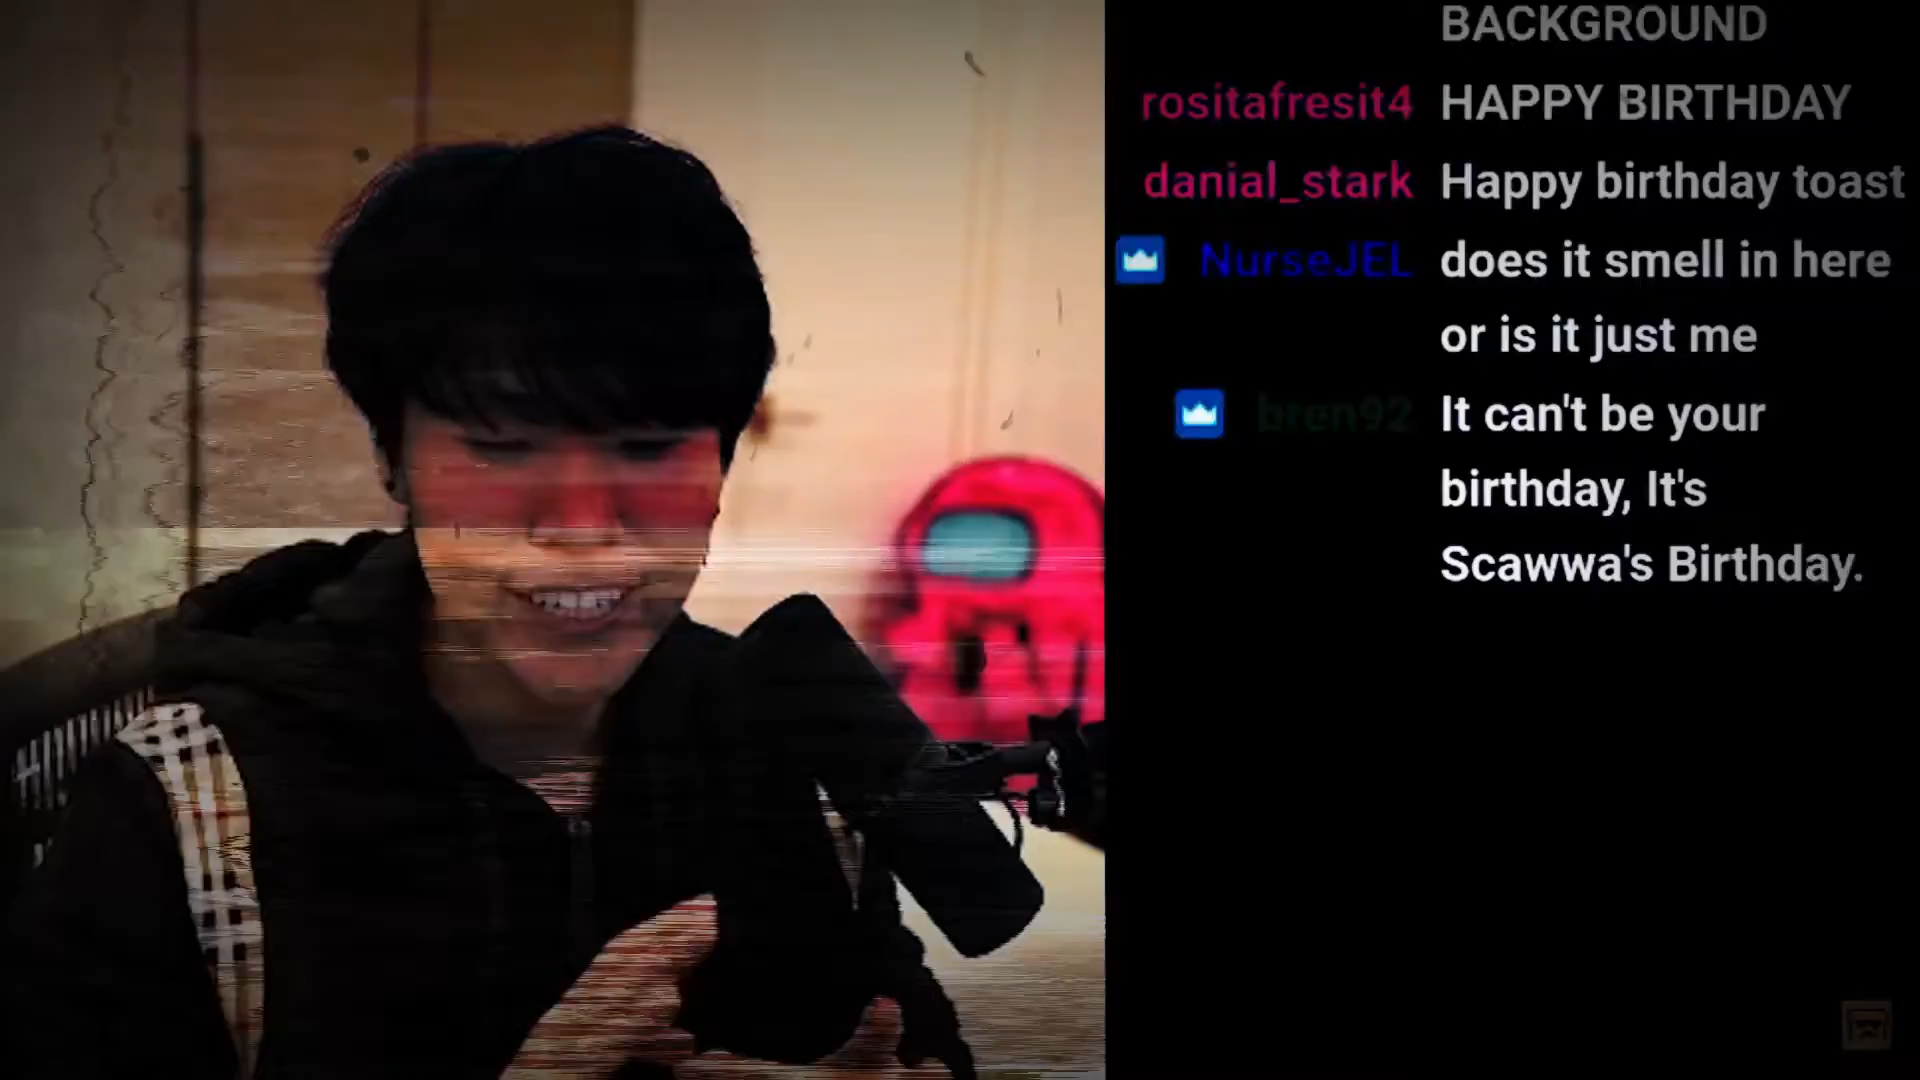 BACKGROUND
rositafresit4 HAPPY BIRTHDAY
danial_stark Happy birthday toast
NurseJEL does it smell in here
or is it just me
bren92 It can't be your
birthday, It's
Scawwa's Birthday.